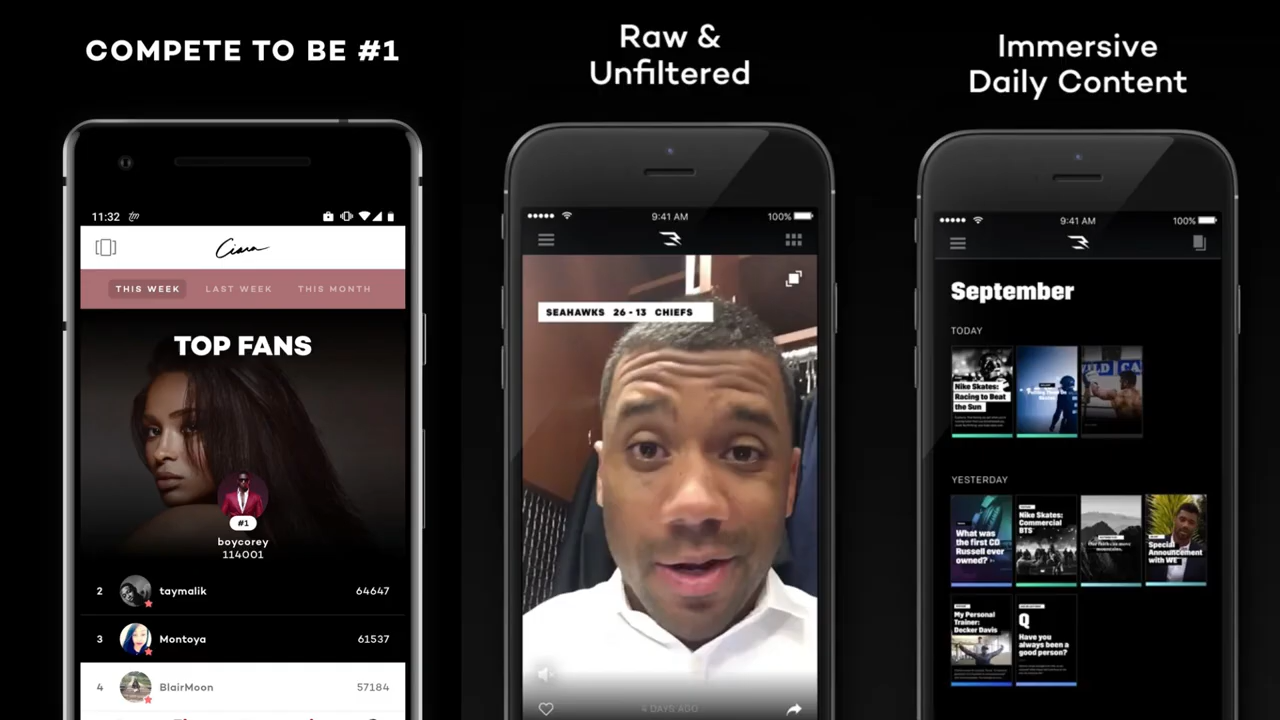 COMPETE TO BE #1
11:32
Ciara
THIS WEEK LAST WEEK THIS MONTH
TOP FANS
#1
boycorey
114001
2 taymalik 64647
3 Montoya 61537
4 BlairMoon 57184
Raw &
Unfiltered
9:41 AM 100%
SEAHAWKS 26 - 13 CHIEFS
4 DAYS AGO
Immersive
Daily Content
9:41 AM 100%
September
TODAY
Nike Skates:
Racing to Beat
the Sun
YESTERDAY
What was
the first CD
Russell ever
owned?
Nike Skates:
Commercial
BTS
Special
Announcement
with WE
My Personal
Trainer:
Decker Davis
Q
Have you
always been a
good person?